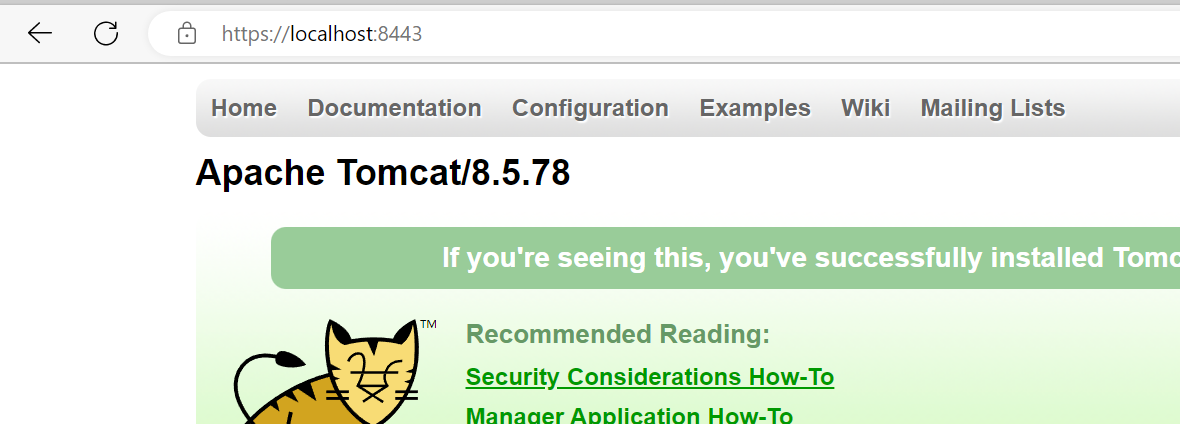 https://localhost:8443
Home Documentation Configuration Examples Wiki Mailing Lists
Apache Tomcat/8.5.78
If you're seeing this, you've successfully installed Tomc
TM
Recommended Reading:
Security Considerations How-To
Manager Application How-To